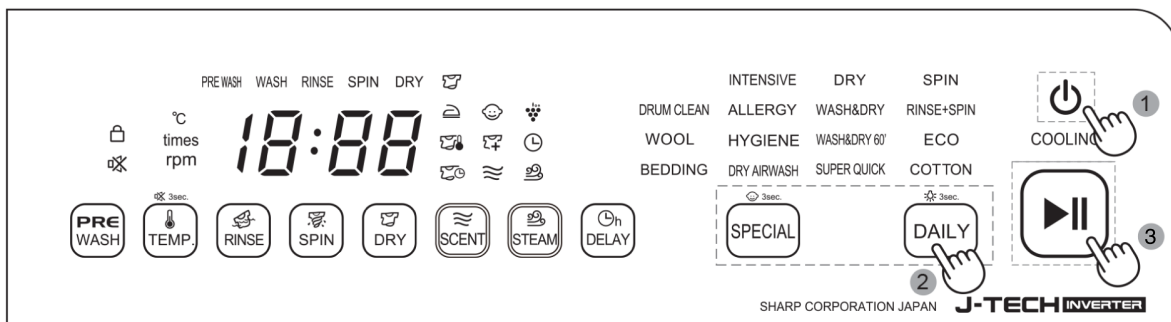 PRE WASH WASH RINSE SPIN DRY
°C
times
rpm
18:88
INTENSIVE DRY SPIN
DRUM CLEAN ALLERGY WASH&DRY RINSE+SPIN
WOOL HYGIENE WASH&DRY 60' ECO
BEDDING DRY AIRWASH SUPER QUICK COTTON
COOLING
1
3sec.
PRE
WASH
TEMP.
RINSE
SPIN
DRY
SCENT
STEAM
h
DELAY
3sec.
SPECIAL
3sec.
DAILY
2
3
SHARP CORPORATION JAPAN J-TECH INVERTER